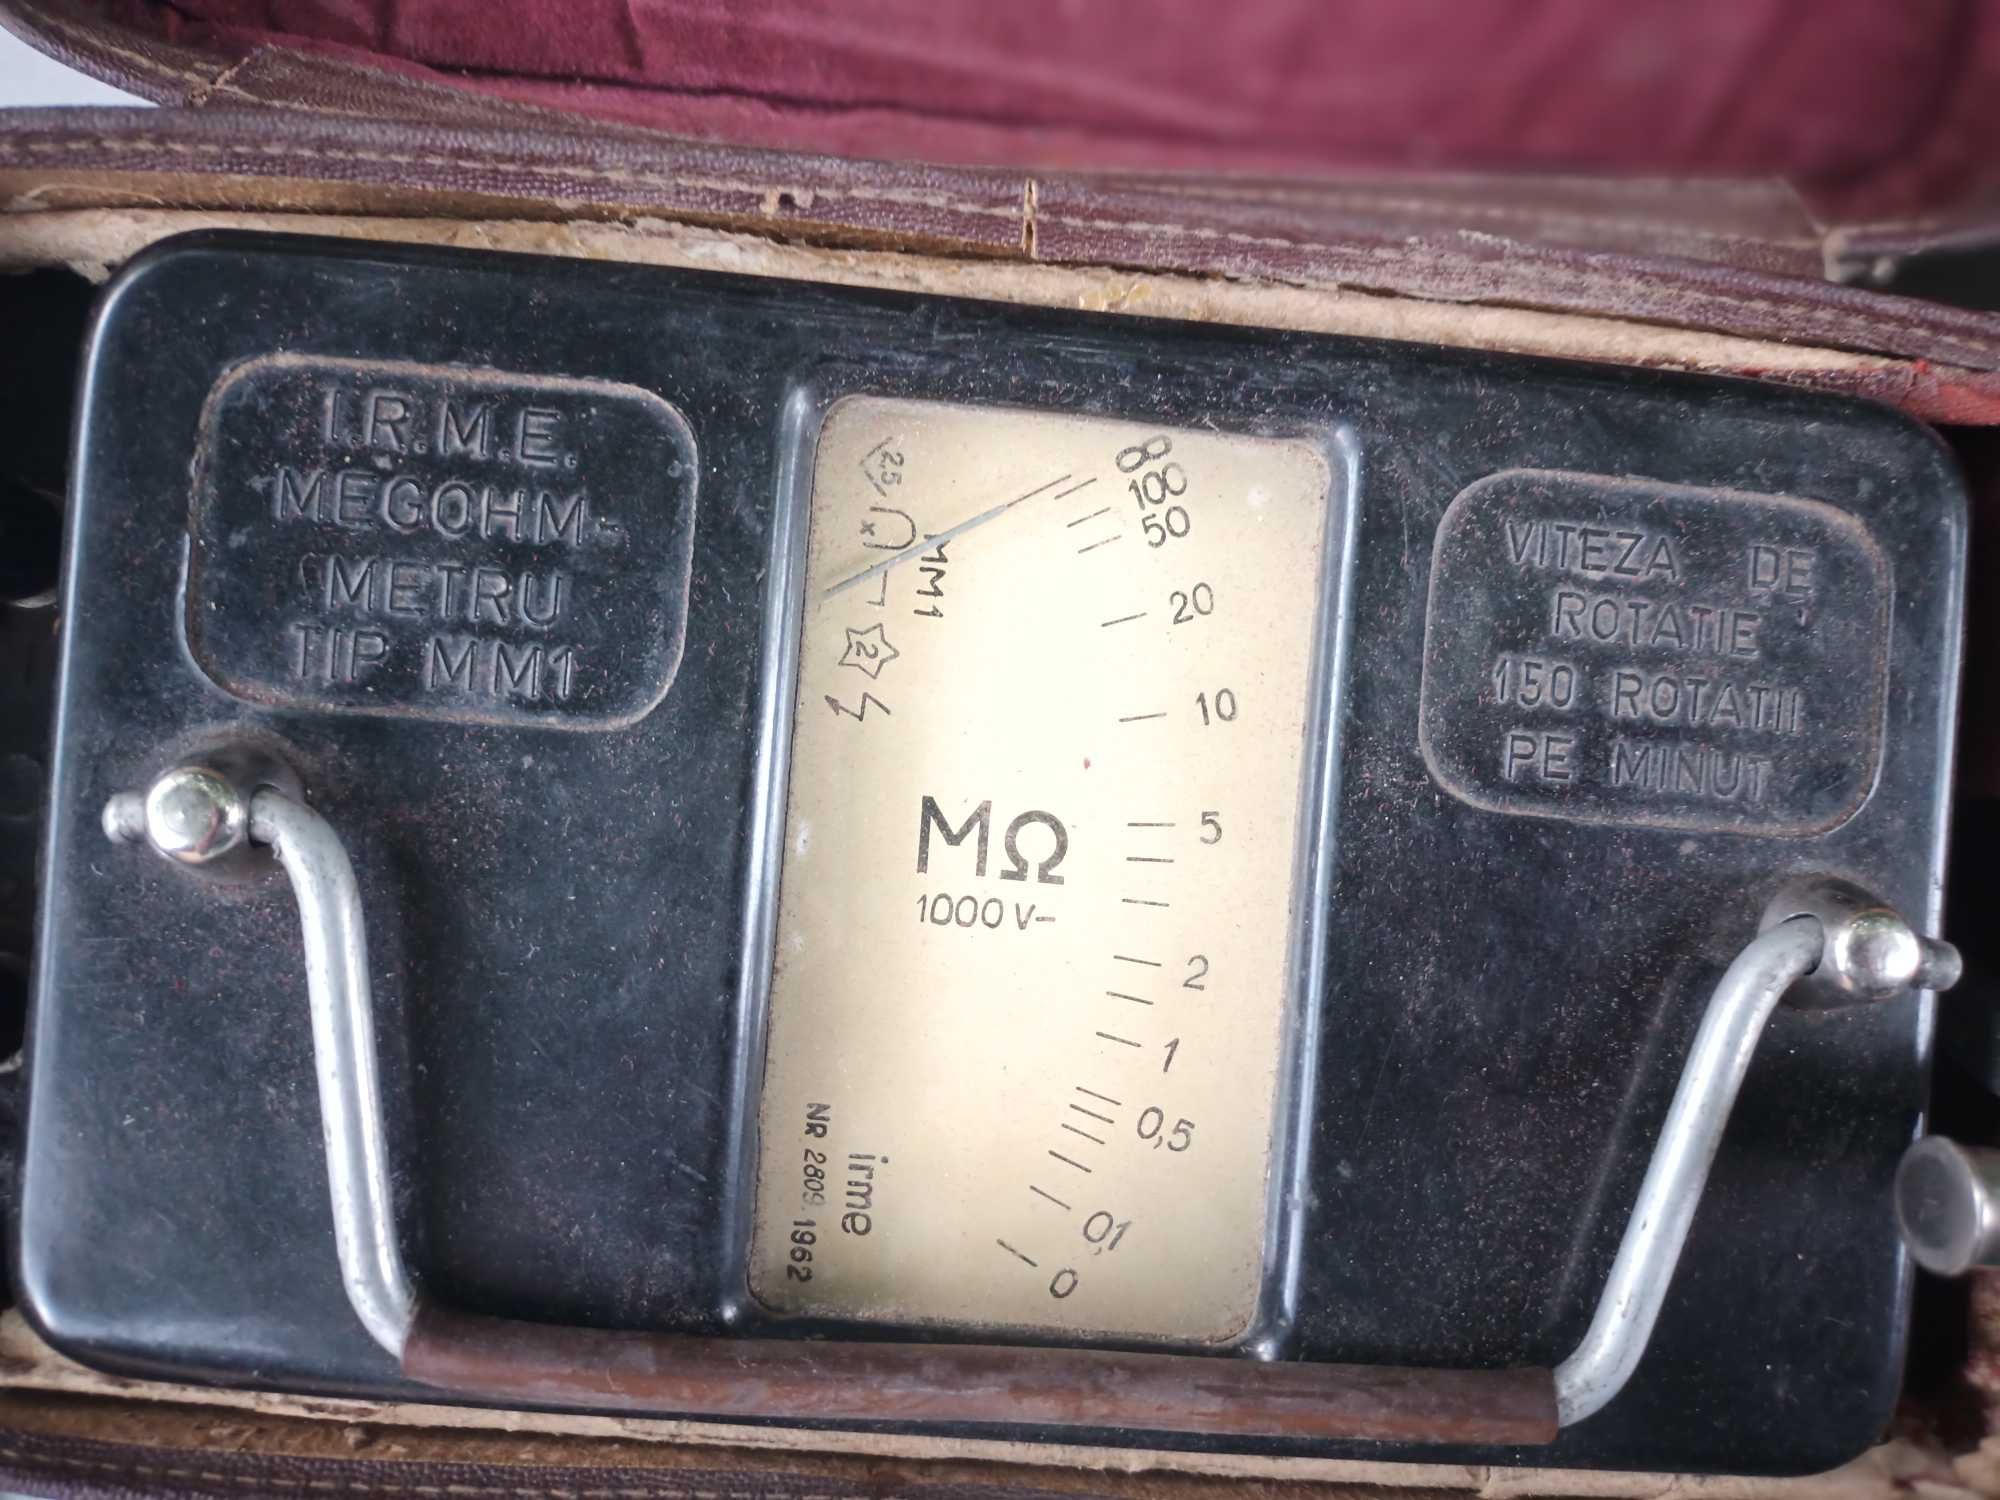 I.R.M.E.
MEGOHM-
METRU
TIP MM1
2,5
x
MM1
2
∞
100
50
20
10
5
2
1
0,5
0,1
0
MΩ
1000 V-
irme
NR 2809. 1962
VITEZA DE
ROTATIE
150 ROTATII
PE MINUT